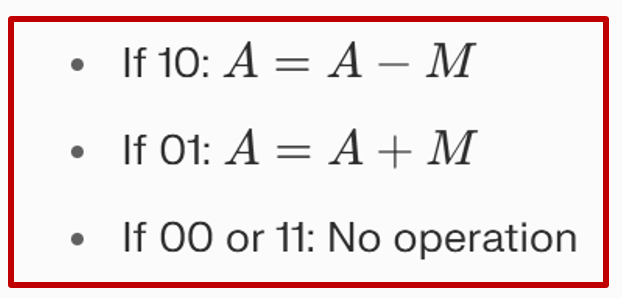 • If 10: A = A − M
• If 01: A = A + M
• If 00 or 11: No operation